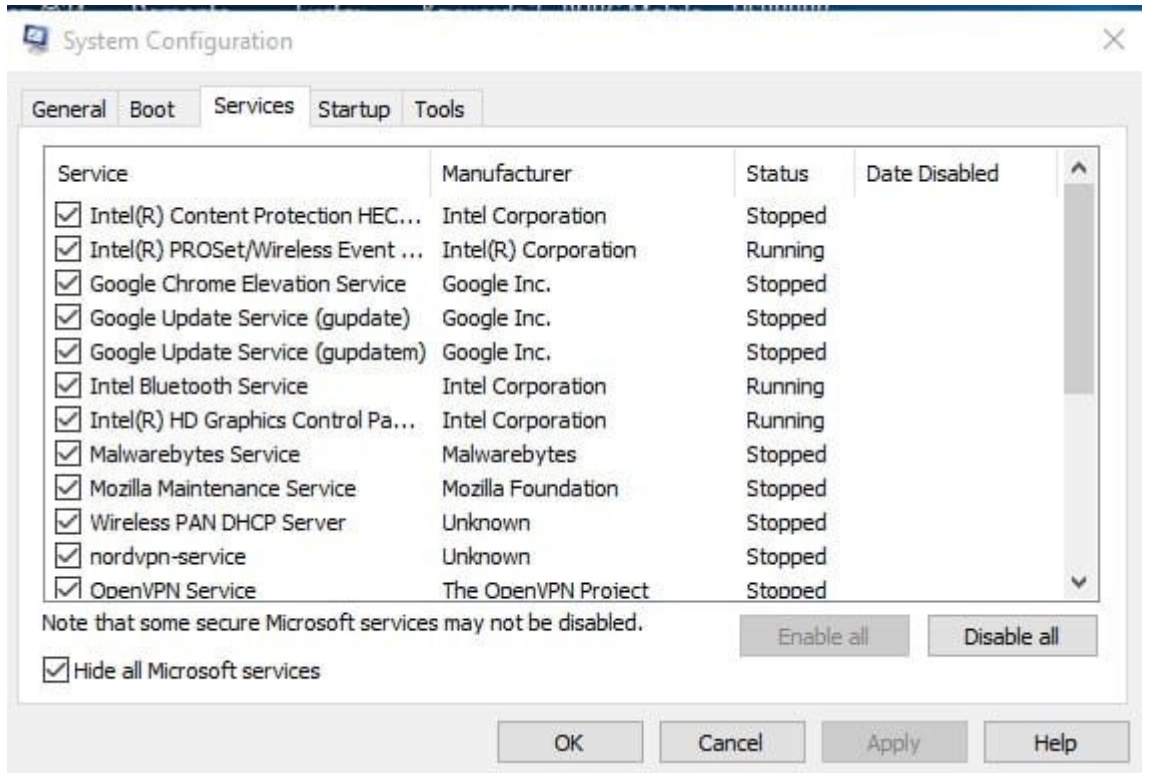 System Configuration
General Boot Services Startup Tools
Service Manufacturer Status Date Disabled
Intel(R) Content Protection HEC... Intel Corporation Stopped
Intel(R) PROSet/Wireless Event ... Intel(R) Corporation Running
Google Chrome Elevation Service Google Inc. Stopped
Google Update Service (gupdate) Google Inc. Stopped
Google Update Service (gupdatem) Google Inc. Stopped
Intel Bluetooth Service Intel Corporation Running
Intel(R) HD Graphics Control Pa... Intel Corporation Running
Malwarebytes Service Malwarebytes Stopped
Mozilla Maintenance Service Mozilla Foundation Stopped
Wireless PAN DHCP Server Unknown Stopped
nordvpn-service Unknown Stopped
OpenVPN Service The OpenVPN Project Stopped
Note that some secure Microsoft services may not be disabled.
Enable all Disable all
Hide all Microsoft services
OK Cancel Apply Help